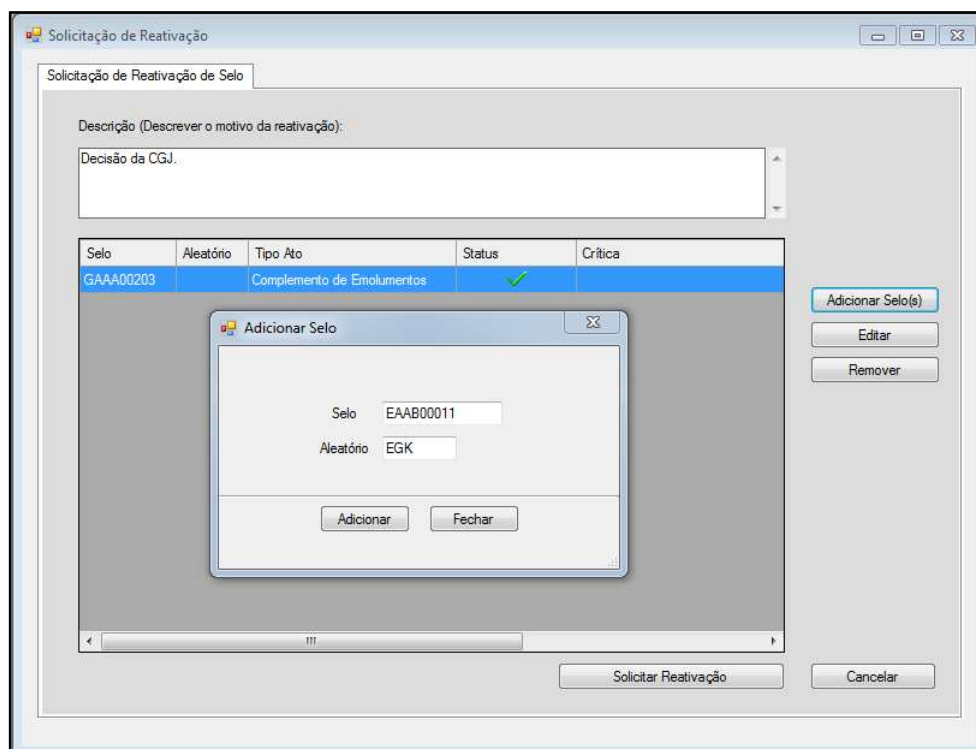 Solicitação de Reativação
Solicitação de Reativação de Selo
Descrição (Descrever o motivo da reativação):
Decisão da CGJ.
Selo Aleatório Tipo Ato Status Crítica
GAAA00203 Complemento de Emolumentos
Adicionar Selo(s)
Editar
Remover
Adicionar Selo
Selo EAAB00011
Aleatório EGK
Adicionar Fechar
Solicitar Reativação Cancelar